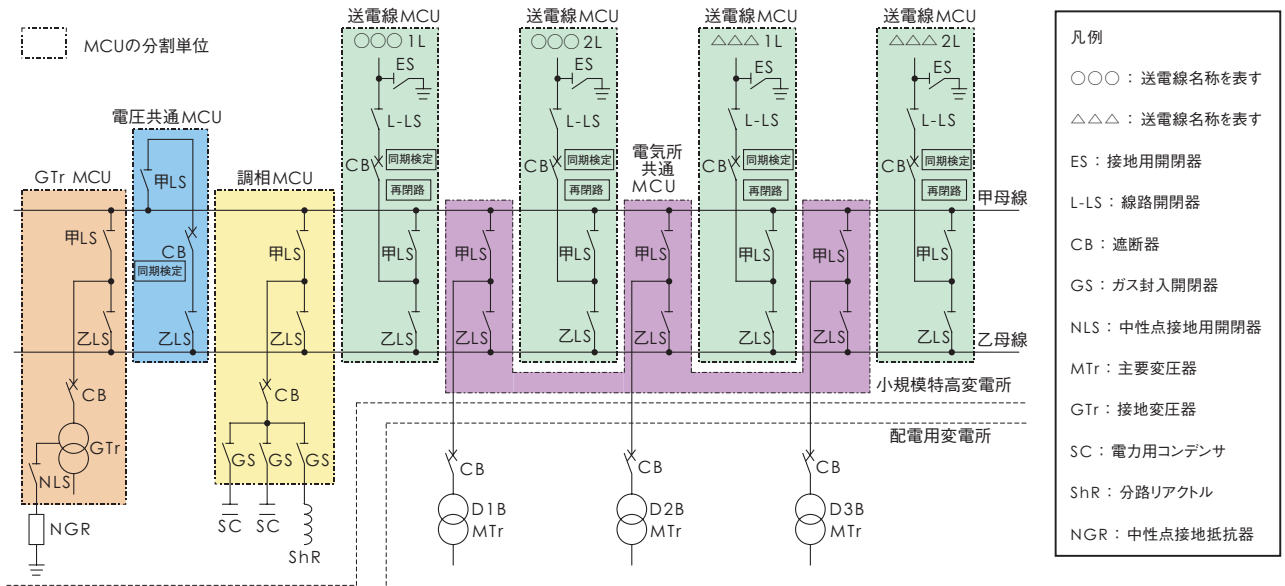 MCUの分割単位
送電線MCU
送電線MCU
送電線MCU
送電線MCU
○○○ 1L
○○○ 2L
△△△ 1L
△△△ 2L
ES
ES
ES
ES
L-LS
L-LS
L-LS
L-LS
CB
同期検定
再閉路
CB
同期検定
再閉路
CB
同期検定
再閉路
CB
同期検定
再閉路
電圧共通MCU
甲LS
CB
同期検定
乙LS
GTr MCU
甲LS
乙LS
CB
GTr
NLS
NGR
調相MCU
甲LS
乙LS
CB
GS
GS
GS
SC
SC
ShR
電気所
共通
MCU
甲母線
甲LS
甲LS
甲LS
甲LS
甲LS
甲LS
甲LS
乙LS
乙LS
乙LS
乙LS
乙LS
乙LS
乙LS
乙母線
小規模特高変電所
配電用変電所
CB
D1B
MTr
CB
D2B
MTr
CB
D3B
MTr
凡例
○○○：送電線名称を表す
△△△：送電線名称を表す
ES：接地用開閉器
L-LS：線路開閉器
CB：遮断器
GS：ガス封入開閉器
NLS：中性点接地用開閉器
MTr：主要変圧器
GTr：接地変圧器
SC：電力用コンデンサ
ShR：分路リアクトル
NGR：中性点接地抵抗器